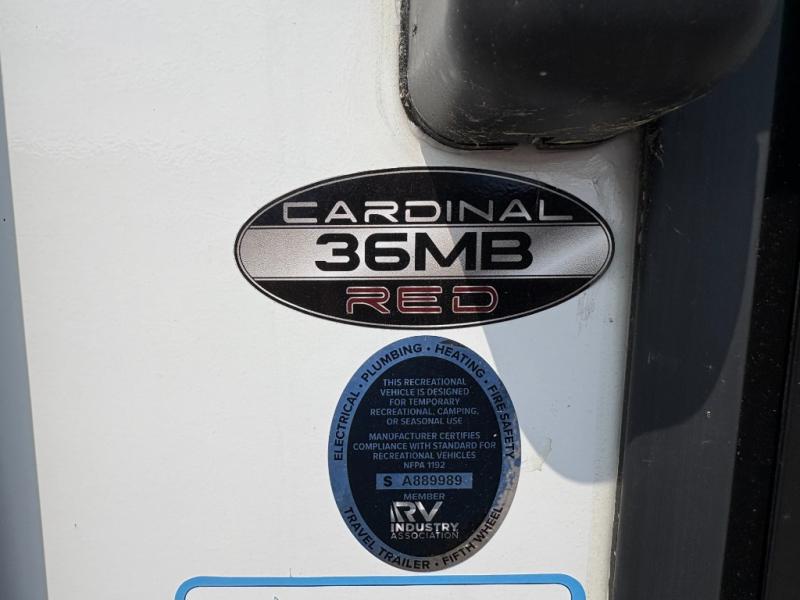 CARDINAL
36MB
RED
ELECTRICAL • PLUMBING • HEATING • FIRE SAFETY
THIS RECREATIONAL
VEHICLE IS DESIGNED
FOR TEMPORARY
RECREATIONAL, CAMPING,
OR SEASONAL USE
MANUFACTURER CERTIFIES
COMPLIANCE WITH STANDARD FOR
RECREATIONAL VEHICLES
NFPA 1192
S A889989
MEMBER
RV
INDUSTRY
ASSOCIATION
TRAVEL TRAILER • FIFTH WHEEL